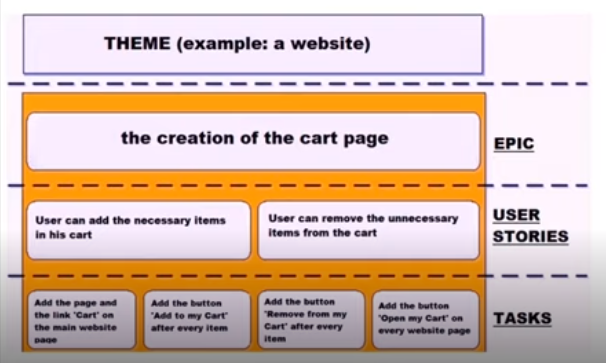 THEME (example: a website)
the creation of the cart page
EPIC
User can add the necessary items
in his cart
User can remove the unnecessary
items from the cart
USER
STORIES
Add the page and
the link 'Cart' on
the main website
page
Add the button
'Add to my Cart'
after every item
Add the button
'Remove from my
Cart' after every
item
Add the button
'Open my Cart' on
every website page
TASKS